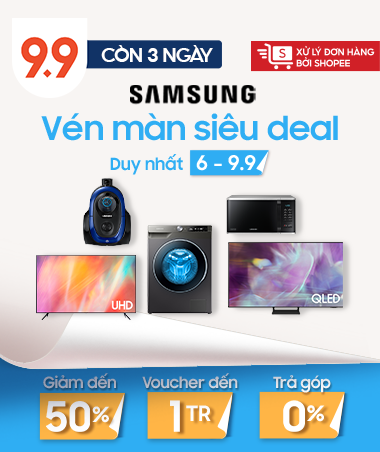 9.9
CÒN 3 NGÀY
S
XỬ LÝ ĐƠN HÀNG
BỞI SHOPEE
SAMSUNG
Vén màn siêu deal
Duy nhất 6 – 9.9
UHD
QLED
Giảm đến
50%
Voucher đến
1TR
Trả góp
0%